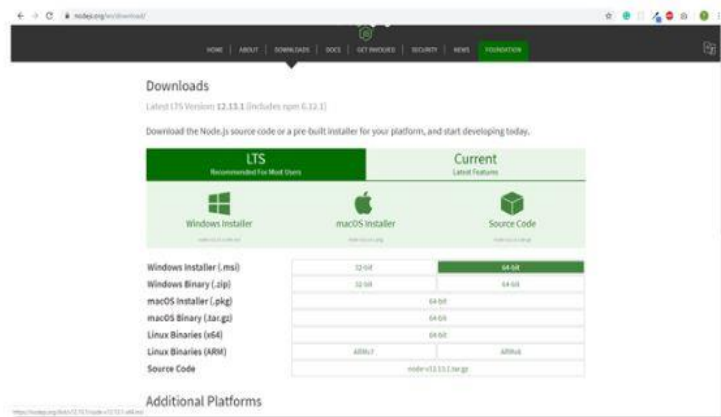 nodejs.org/en/download/
HOME | ABOUT | DOWNLOADS | DOCS | GET INVOLVED | SECURITY | NEWS FOUNDATION
Downloads
Latest LTS Version: 12.13.1 (includes npm 6.12.1)
Download the Node.js source code or a pre-built installer for your platform, and start developing today.
LTS Current
Recommended For Most Users Latest Features
Windows Installer macOS Installer Source Code
Windows Installer (.msi) 32-bit 64-bit
Windows Binary (.zip) 32-bit 64-bit
macOS Installer (.pkg) 64-bit
macOS Binary (.tar.gz) 64-bit
Linux Binaries (x64) 64-bit
Linux Binaries (ARM) ARMv7 ARMv8
Source Code node-v12.13.1.tar.gz
Additional Platforms